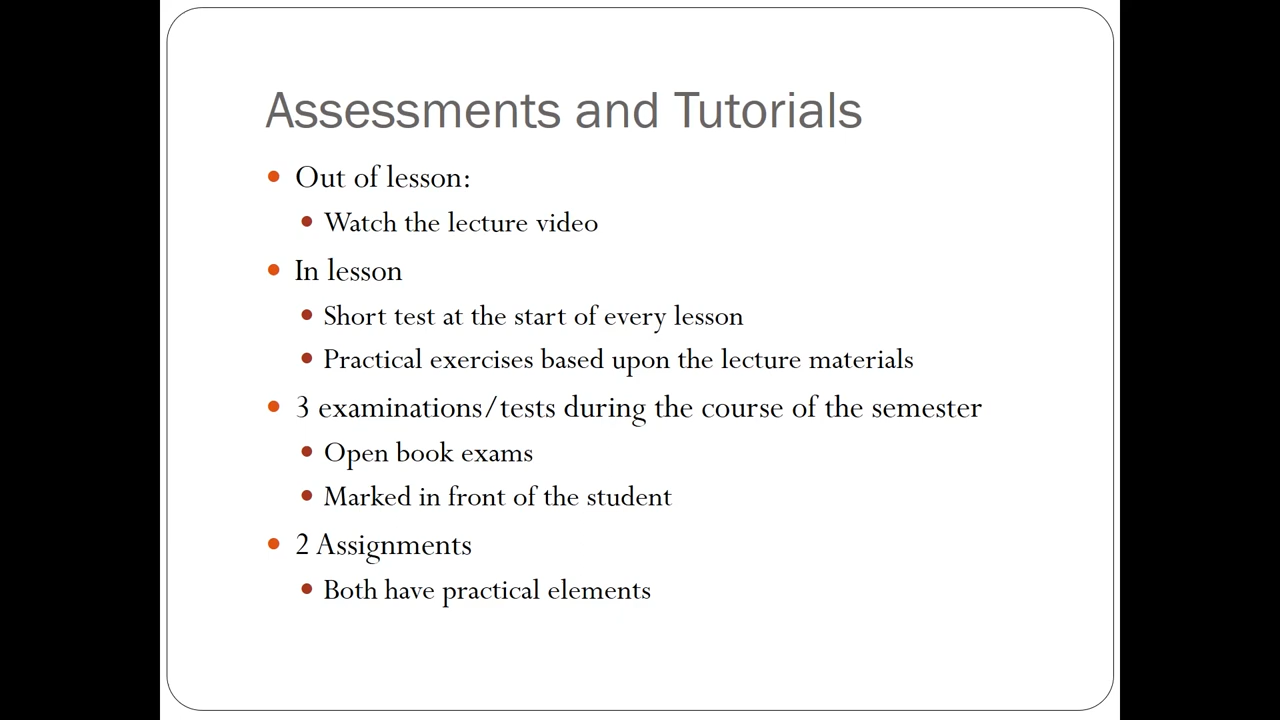 Assessments and Tutorials
Out of lesson:
Watch the lecture video
In lesson
Short test at the start of every lesson
Practical exercises based upon the lecture materials
3 examinations/tests during the course of the semester
Open book exams
Marked in front of the student
2 Assignments
Both have practical elements